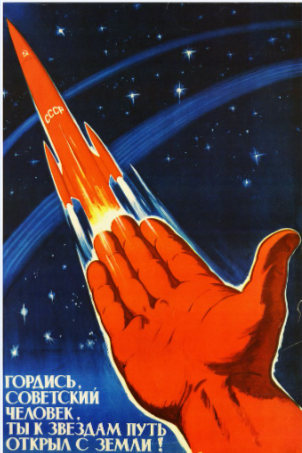 СССР
ГОРДИСЬ,
СОВЕТСКИЙ
ЧЕЛОВЕК,
ТЫ К ЗВЕЗДАМ ПУТЬ
ОТКРЫЛ С ЗЕМЛИ!